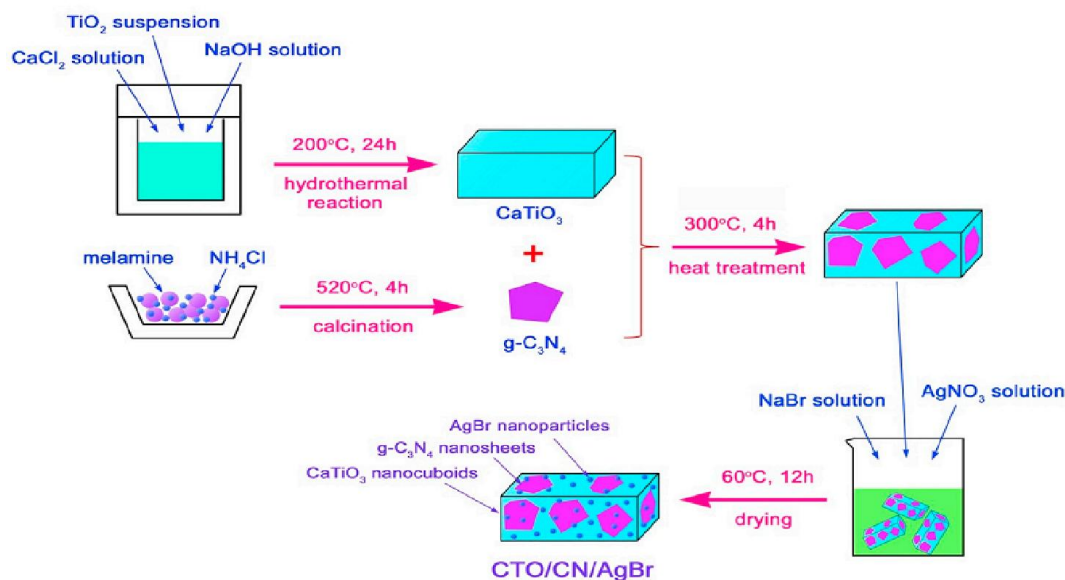 TiO₂ suspension
CaCl₂ solution
NaOH solution
200°C, 24h
hydrothermal
reaction
CaTiO₃
+
melamine
NH₄Cl
520°C, 4h
calcination
g-C₃N₄
300°C, 4h
heat treatment
NaBr solution
AgNO₃ solution
60°C, 12h
drying
AgBr nanoparticles
g-C₃N₄ nanosheets
CaTiO₃ nanocuboids
CTO/CN/AgBr